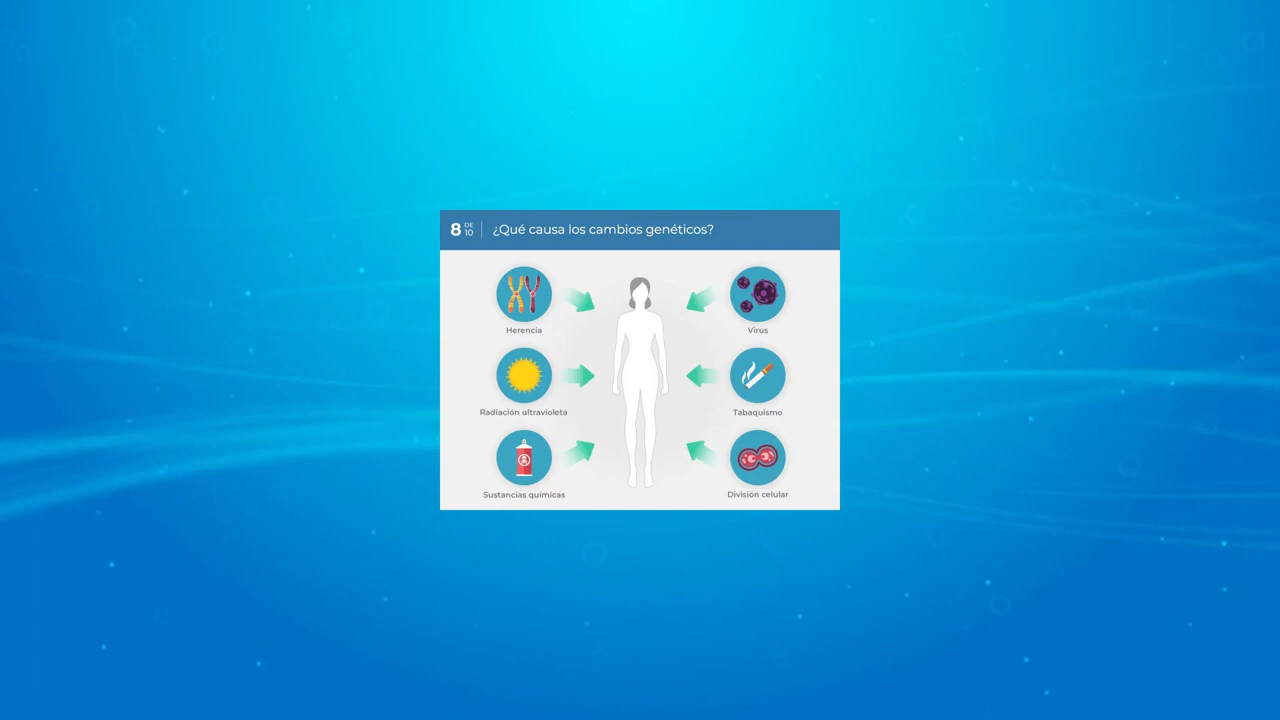 8 DE 10
¿Qué causa los cambios genéticos?
Herencia
Virus
Radiación ultravioleta
Tabaquismo
Sustancias químicas
División celular